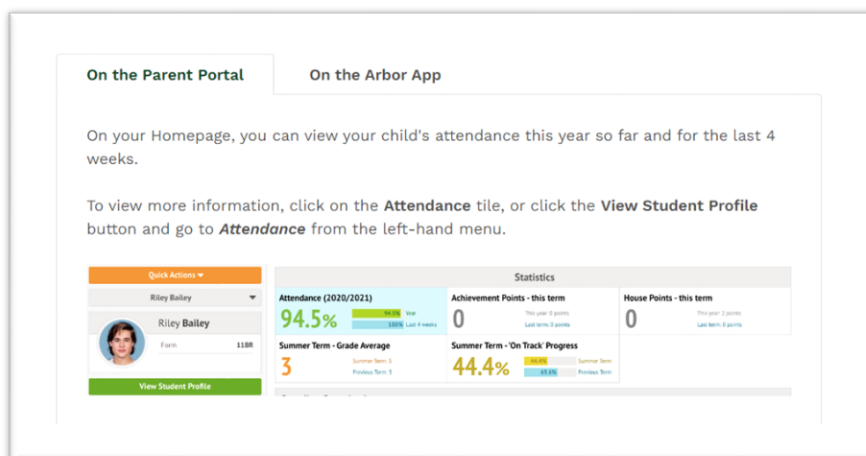 On the Parent Portal
On the Arbor App
On your Homepage, you can view your child's attendance this year so far and for the last 4
weeks.
To view more information, click on the Attendance tile, or click the View Student Profile
button and go to Attendance from the left-hand menu.
Quick Actions
Riley Bailey
Riley Bailey
Form 11BR
View Student Profile
Statistics
Attendance (2020/2021)
94.5%
94.5% Year
100% Last 4 weeks
Achievement Points - this term
0
This year: 0 points
Last term: 0 points
House Points - this term
0
This year: 2 points
Last term: 0 points
Summer Term - Grade Average
3
Summer Term: 3
Previous Term: 3
Summer Term - 'On Track' Progress
44.4%
44.4% Summer Term
Previous Term